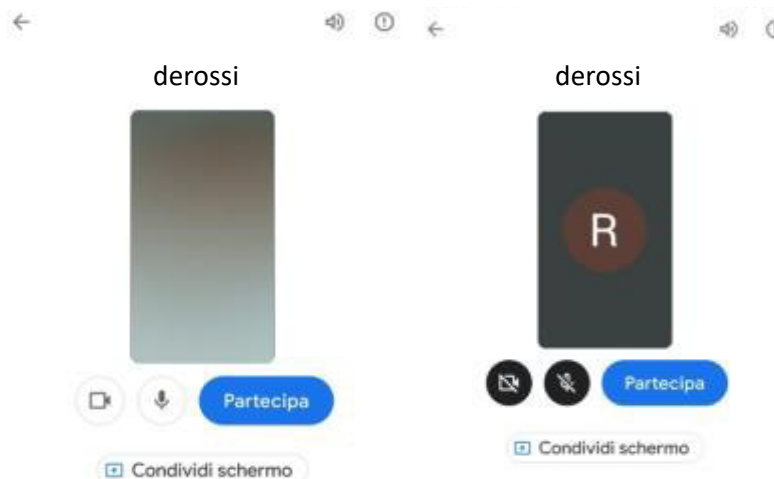 derossi
Partecipa
Condividi schermo
derossi
R
Partecipa
Condividi schermo